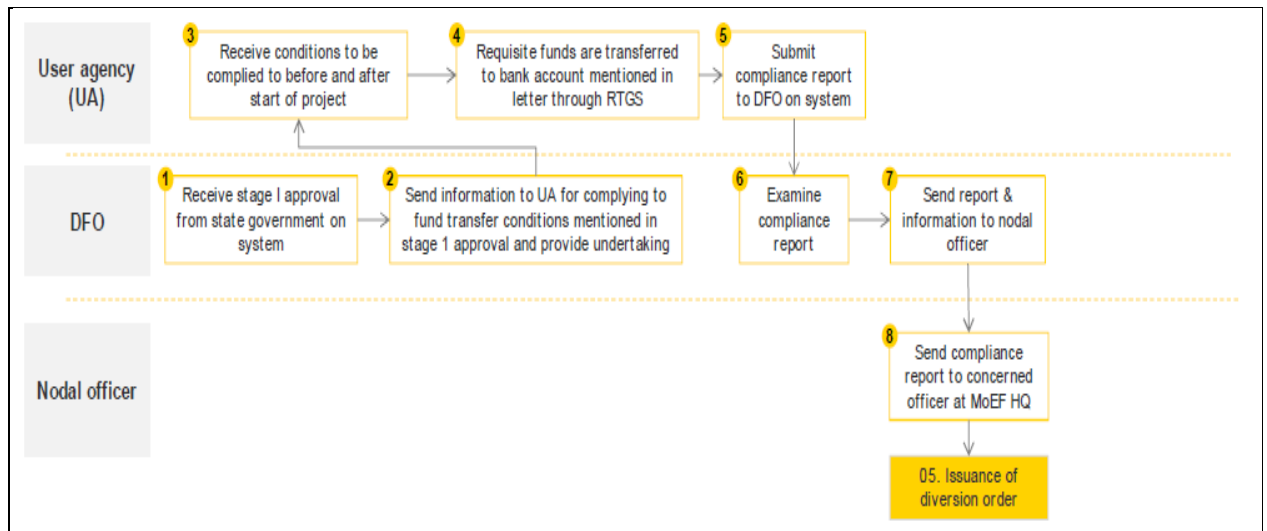 User agency
(UA)
3
Receive conditions to be
complied to before and after
start of project
4
Requisite funds are transferred
to bank account mentioned in
letter through RTGS
5
Submit
compliance report
to DFO on system
DFO
1
Receive stage I approval
from state government on
system
2
Send information to UA for complying to
fund transfer conditions mentioned in
stage 1 approval and provide undertaking
6
Examine
compliance
report
7
Send report &
information to nodal
officer
Nodal officer
8
Send compliance
report to concerned
officer at MoEF HQ
05. Issuance of
diversion order